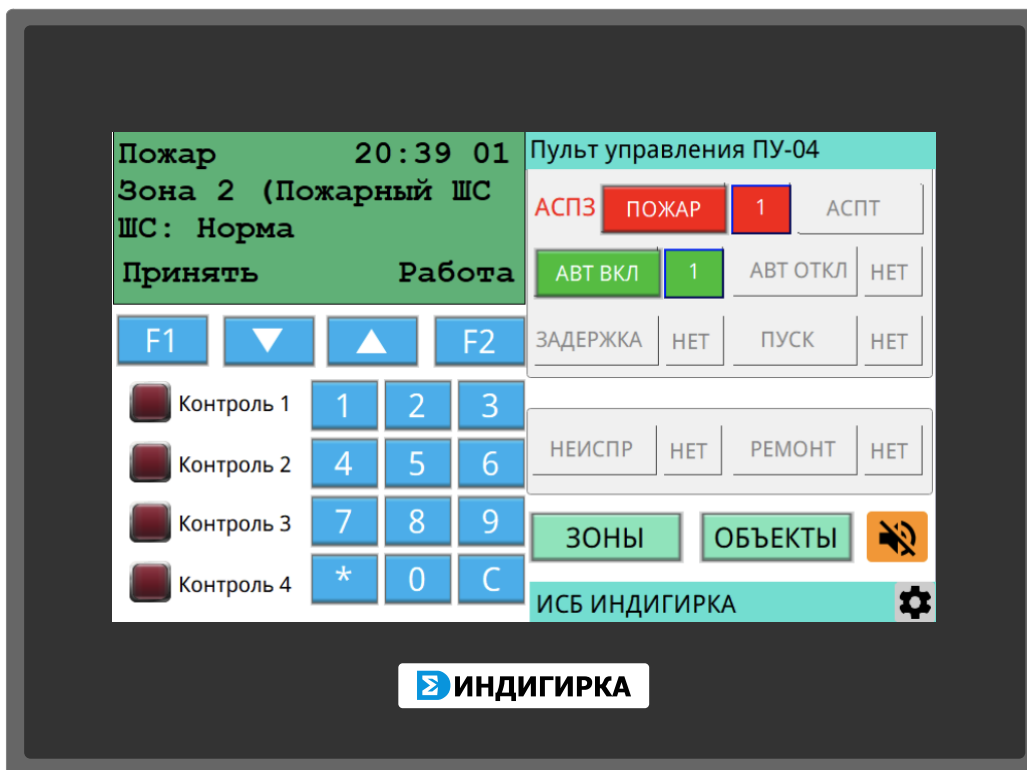 Пожар 20:39 01
Зона 2 (Пожарный ШС
ШС: Норма
Принять Работа
F1 F2
Контроль 1
Контроль 2
Контроль 3
Контроль 4
1 2 3
4 5 6
7 8 9
* 0 C
Пульт управления ПУ-04
АСПЗ ПОЖАР 1 АСПТ
АВТ ВКЛ 1 АВТ ОТКЛ НЕТ
ЗАДЕРЖКА НЕТ ПУСК НЕТ
НЕИСПР НЕТ РЕМОНТ НЕТ
ЗОНЫ ОБЪЕКТЫ
ИСБ ИНДИГИРКА
ИНДИГИРКА